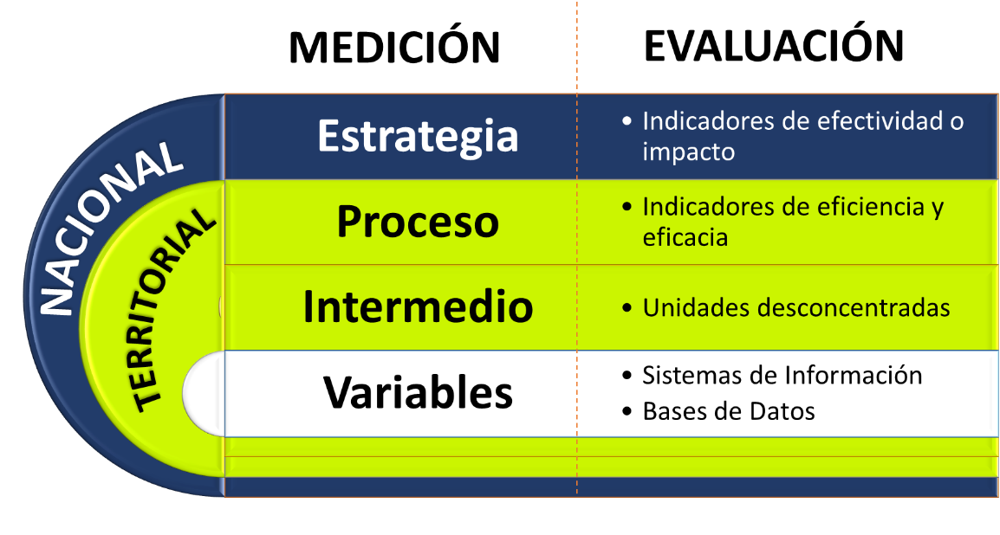 MEDICIÓN
EVALUACIÓN
NACIONAL
TERRITORIAL
Estrategia
• Indicadores de efectividad o
impacto
Proceso
• Indicadores de eficiencia y
eficacia
Intermedio
• Unidades desconcentradas
Variables
• Sistemas de Información
• Bases de Datos